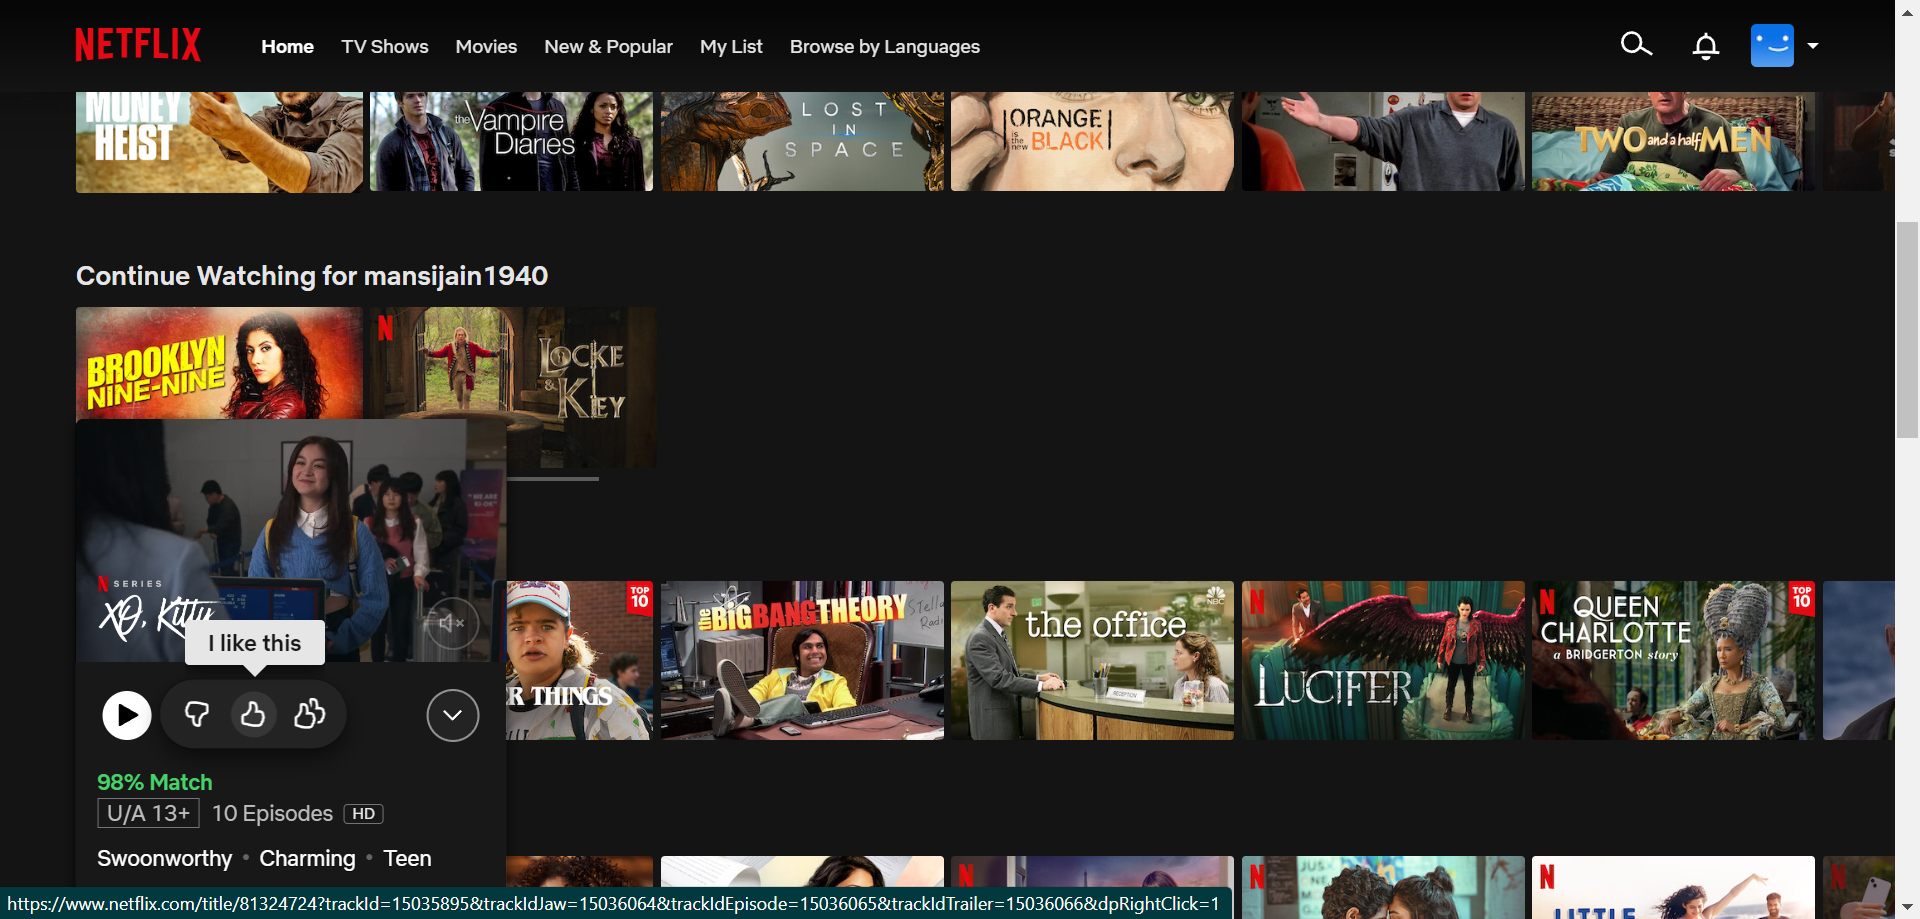 NETFLIX
Home TV Shows Movies New & Popular My List Browse by Languages
MONEY
HEIST
the Vampire
Diaries
LOST
IN
SPACE
ORANGE
is the new BLACK
TWO and a half MEN
Continue Watching for mansijain1940
BROOKLYN
NINE-NINE
N
LOCKE
& KEY
N SERIES
XO, Kitty
I like this
98% Match
U/A 13+ 10 Episodes HD
Swoonworthy • Charming • Teen
TOP
10
R THINGS
the BIG BANG THEORY
NBC
the office
RECEPTION
N
LUCIFER
N
QUEEN
CHARLOTTE
a BRIDGERTON story
TOP
10
N
N
N
LITTLE
N
https://www.netflix.com/title/81324724?trackId=15035895&trackIdJaw=15036064&trackIdEpisode=15036065&trackIdTrailer=15036066&dpRightClick=1